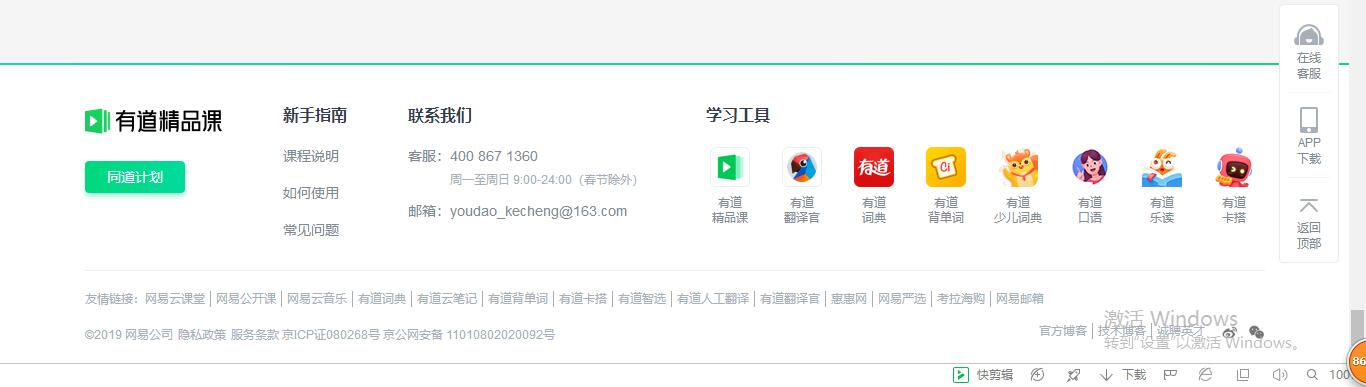 有道精品课
同道计划
新手指南
课程说明
如何使用
常见问题
联系我们
客服：400 867 1360
周一至周日 9:00-24:00（春节除外）
邮箱：youdao_kecheng@163.com
学习工具
有道
精品课
有道
翻译官
有道
有道
词典
Ci
有道
背单词
有道
少儿词典
有道
口语
有道
乐读
有道
卡搭
在线
客服
APP
下载
返回
顶部
友情链接：网易云课堂 | 网易公开课 | 网易云音乐 | 有道词典 | 有道云笔记 | 有道背单词 | 有道卡搭 | 有道智选 | 有道人工翻译 | 有道翻译官 | 惠惠网 | 网易严选 | 考拉海购 | 网易邮箱
©2019 网易公司 隐私政策 服务条款 京ICP证080268号 京公网安备 11010802020092号
官方博客 | 技术博客 | 诚聘英才
激活 Windows
转到"设置"以激活 Windows。
快剪辑
下载
100
86